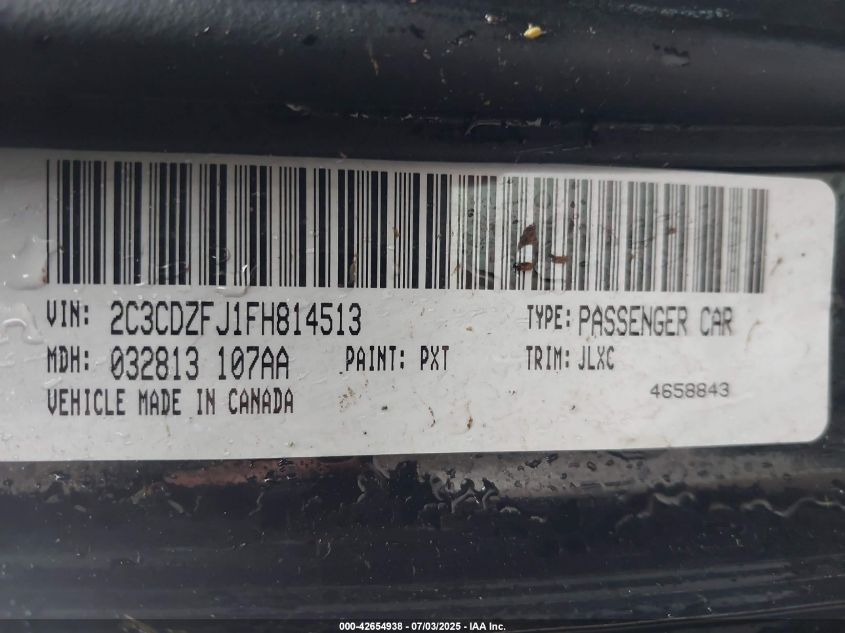 VIN: 2C3CDZFJ1FH814513 TYPE: PASSENGER CAR
MDH: 032813 107AA PAINT: PXT TRIM: JLXC
VEHICLE MADE IN CANADA 4658843
000-42654938 - 07/03/2025 - IAA Inc.